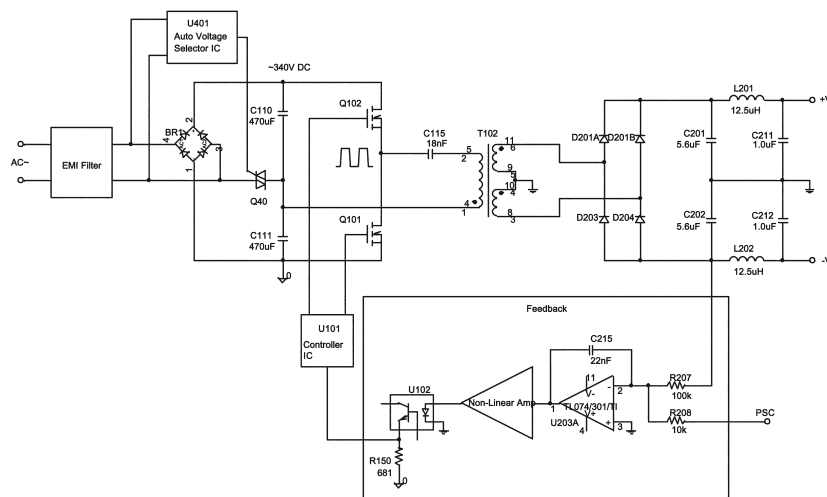 U401
Auto Voltage
Selector IC
~340V DC
L201
12.5uH
+V
C110
470uF
Q102
BR1
2
4
3
1
C115
18nF
T102
5
2
11
6
9
5
10
4
4
1
8
3
D201A
D201B
C201
5.6uF
C211
1.0uF
AC~
EMI Filter
Q40
Q101
D203
D204
C202
5.6uF
C212
1.0uF
C111
470uF
0
L202
12.5uH
-V
Feedback
U101
Controller
IC
C215
22nF
U102
Non-Linear Amp
1
11
V-
-
2
TL074/301/TI
V+
+
3
U203A
4
R207
100k
R208
10k
PSC
R150
681
0